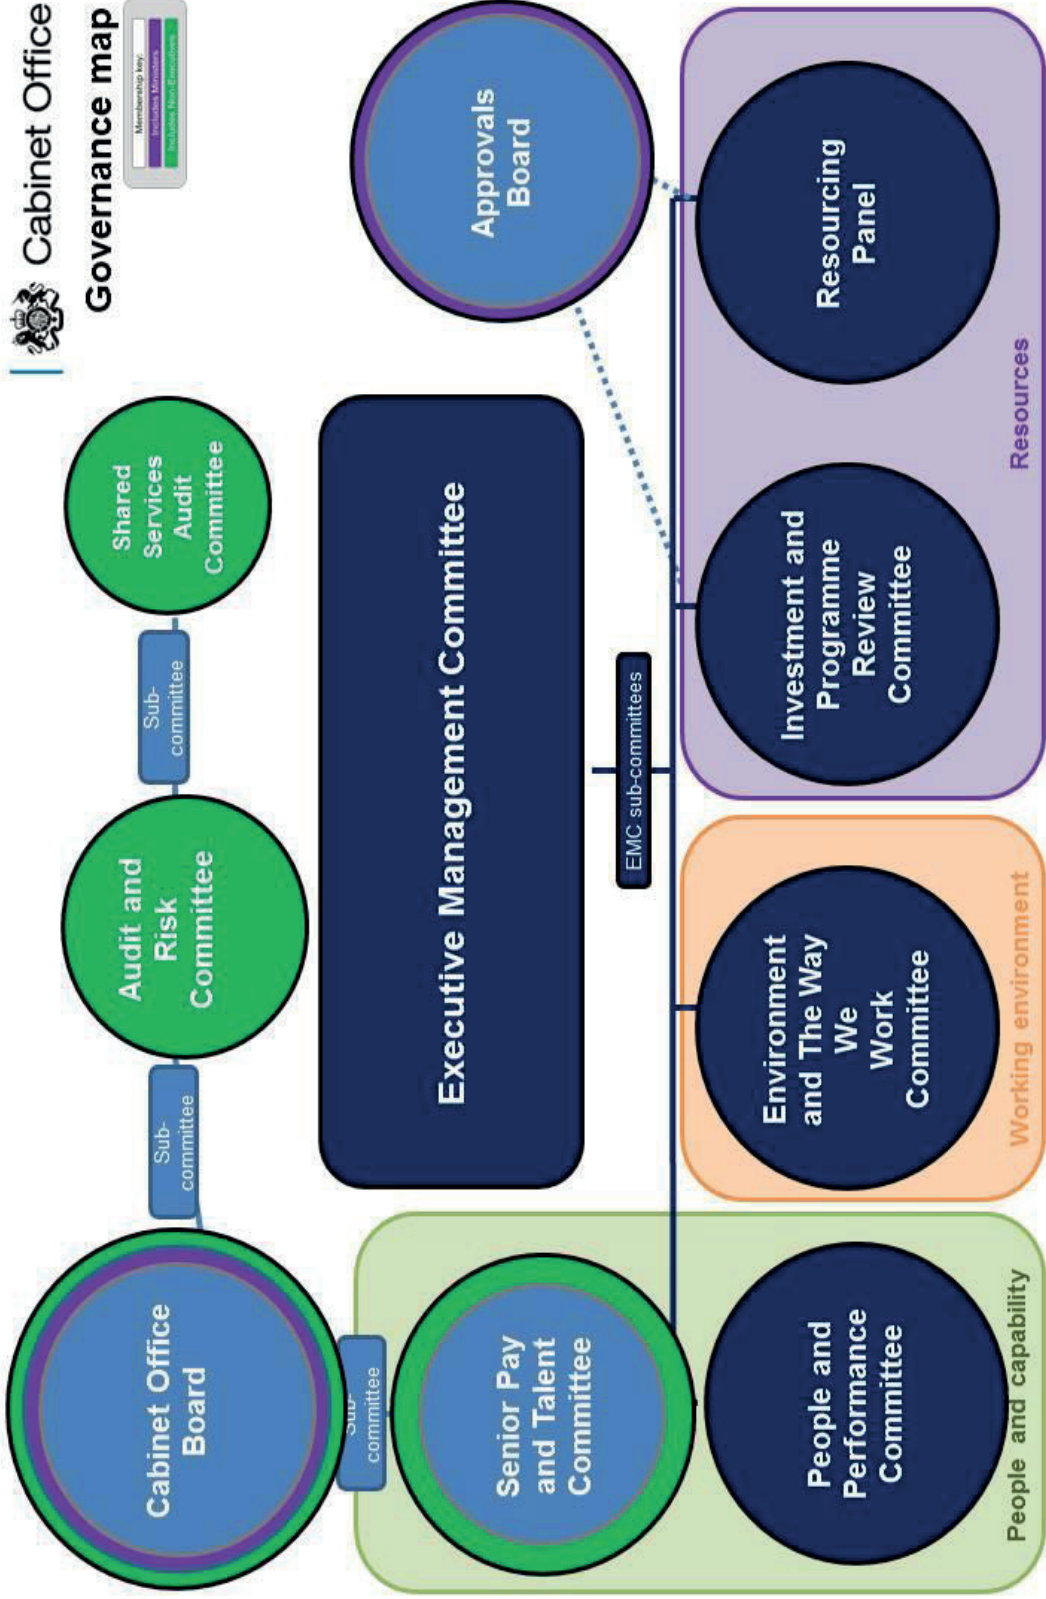 Cabinet Office
Governance map
Membership key:
Includes Ministers
Includes Non-Executives
Cabinet Office
Board
Sub-
committee
Audit and
Risk
Committee
Sub-
committee
Shared
Services
Audit
Committee
Sub-
committee
Executive Management Committee
Approvals
Board
Senior Pay
and Talent
Committee
EMC sub-committees
People and
Performance
Committee
People and capability
Environment
and The Way
We
Work
Committee
Working environment
Investment and
Programme
Review
Committee
Resourcing
Panel
Resources